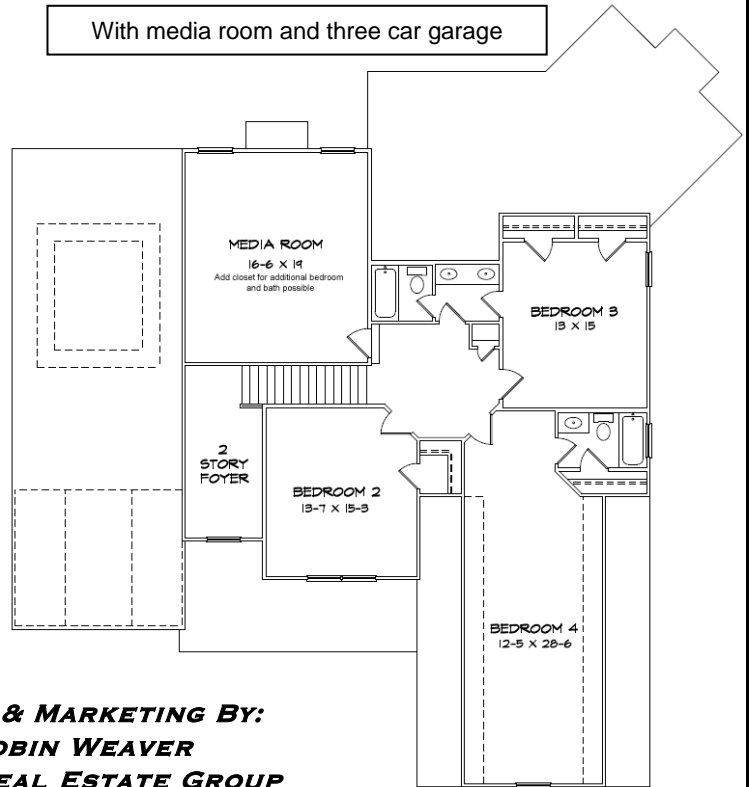 With media room and three car garage
MEDIA ROOM
16-6 X 19
Add closet for additional bedroom
and bath possible
BEDROOM 3
13 X 15
2
STORY
FOYER
BEDROOM 2
13-7 X 15-3
BEDROOM 4
12-5 X 28-6
& MARKETING BY:
OBIN WEAVER
EAL ESTATE GROUP